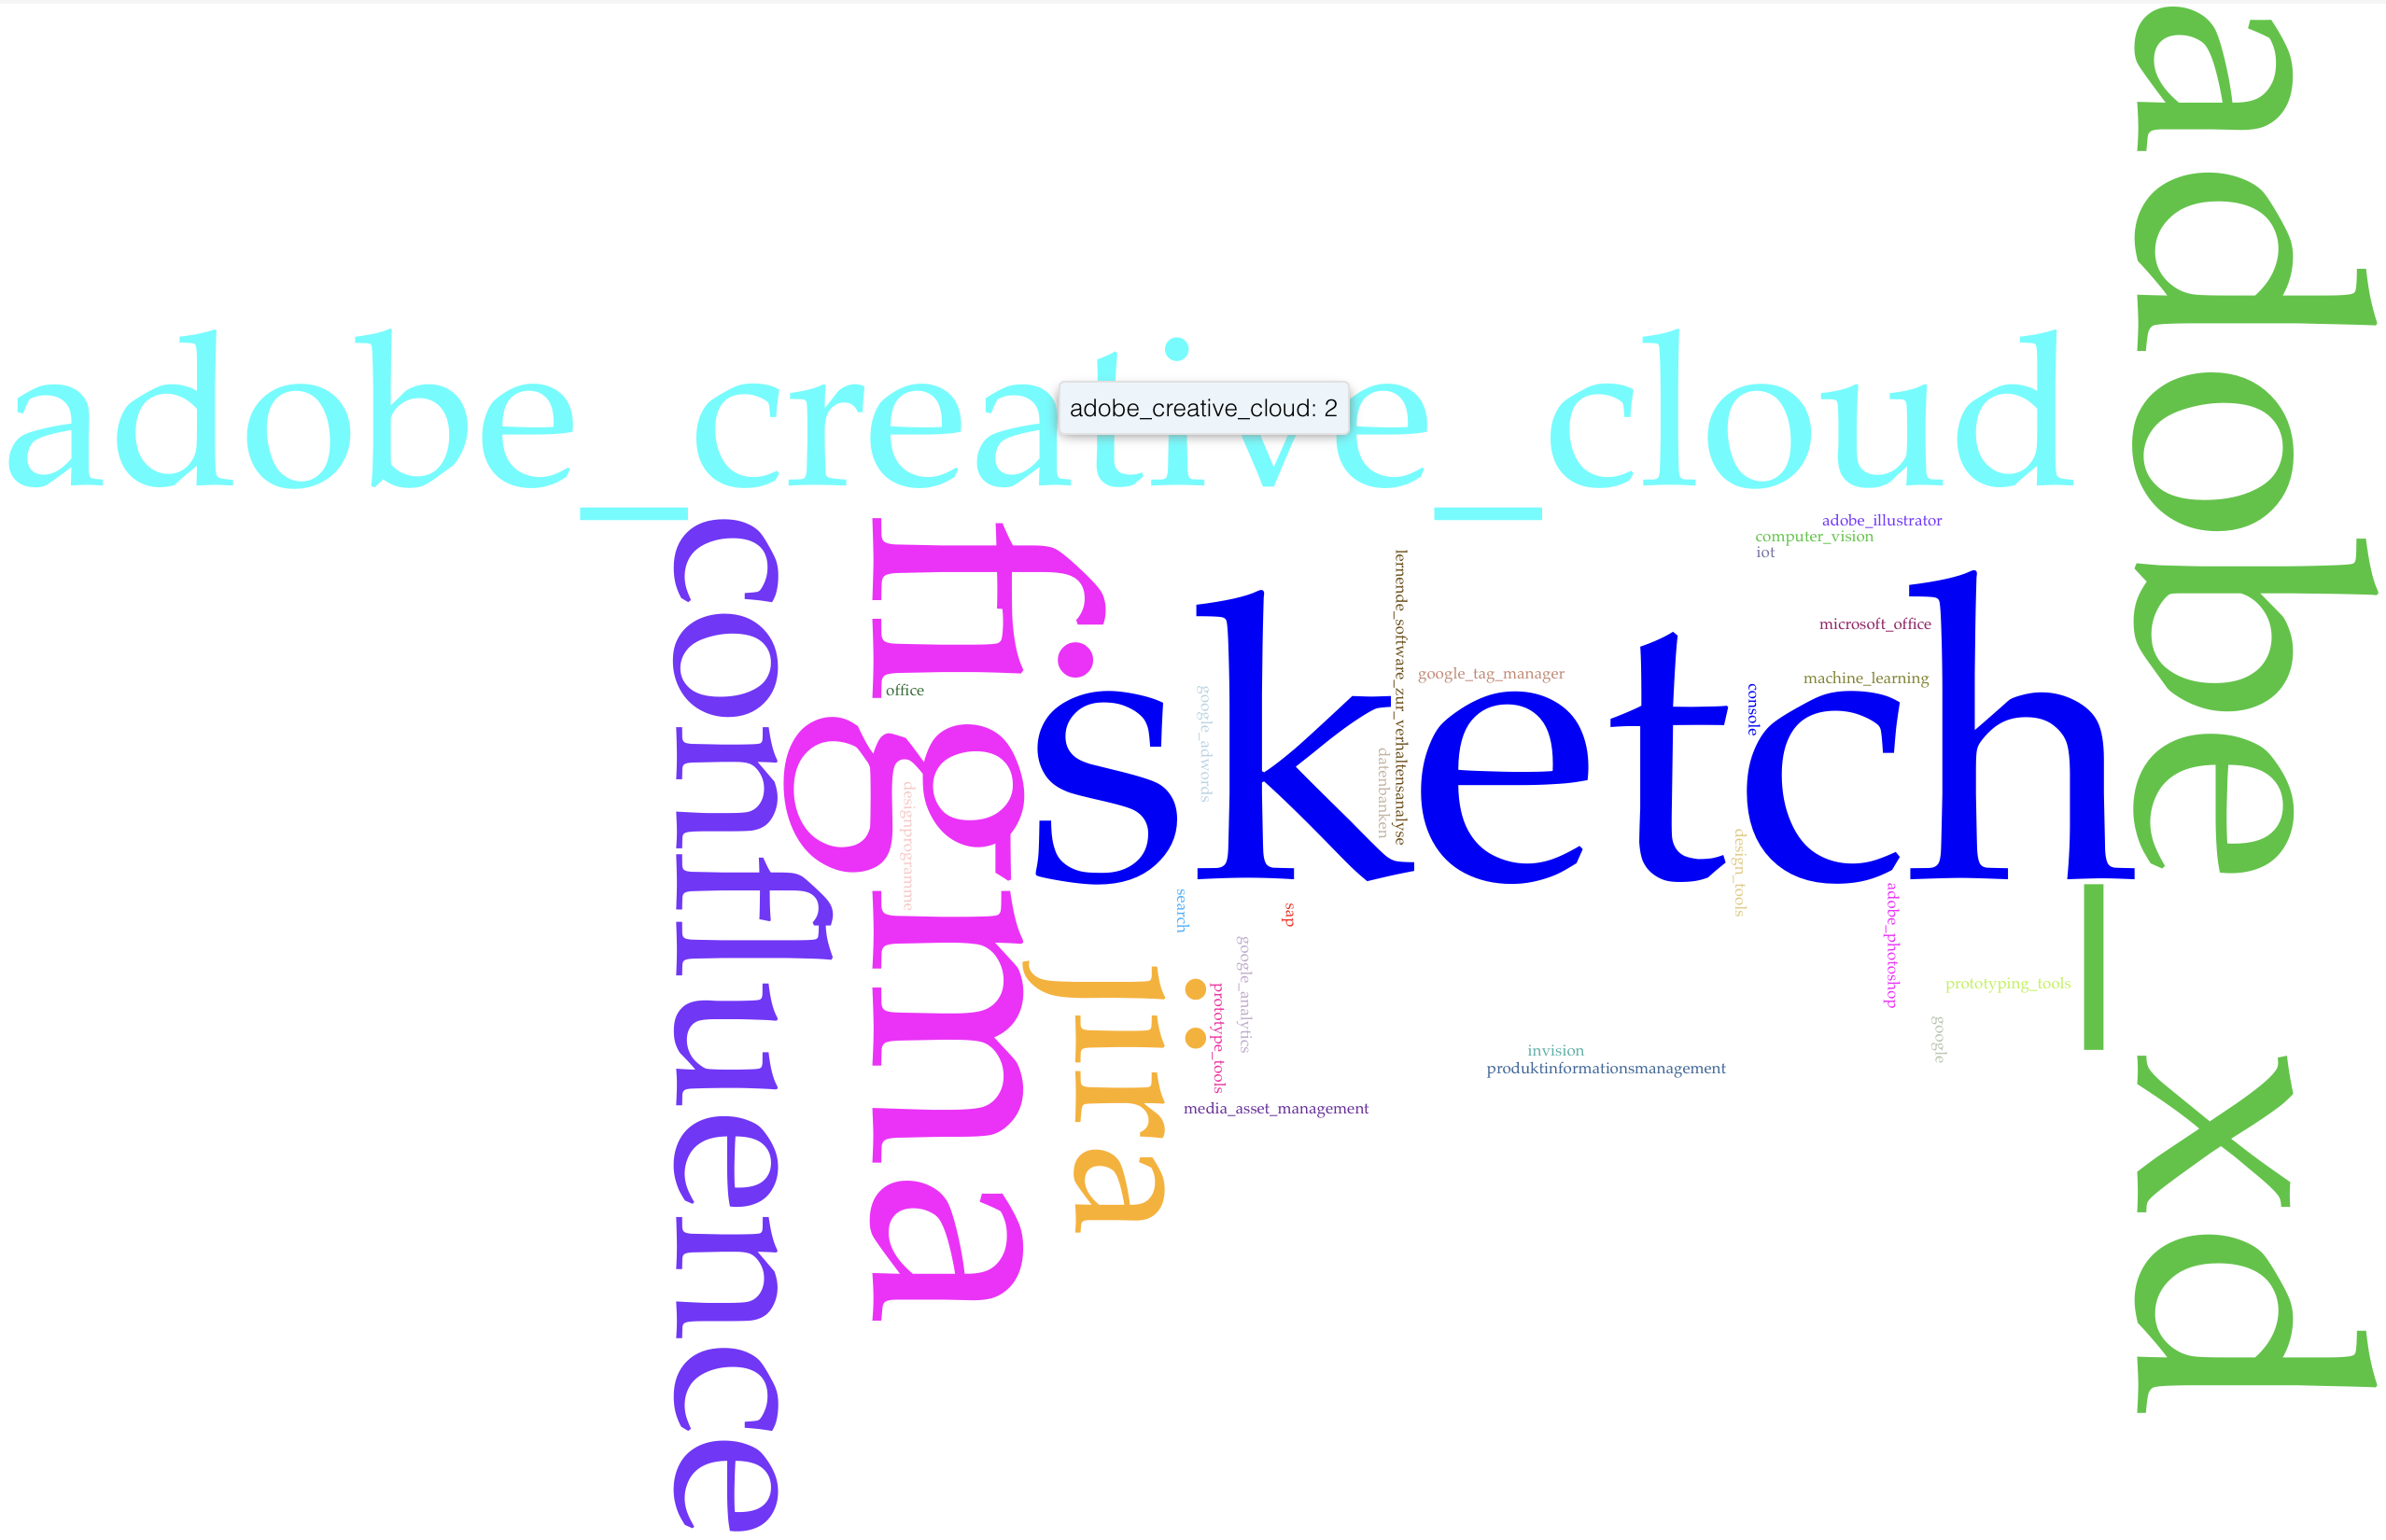 adobe_creative_cloud
adobe_creative_cloud: 2
adobe_xd
confluence
figma
sketch
jira
adobe_illustrator
computer_vision
iot
lernende_software_zur_verhaltensanalyse
microsoft_office
google_tag_manager
machine_learning
office
google_adwords
console
datenbanken
designprogramme
design_tools
search
sap
adobe_photoshop
google_analytics
prototype_tools
prototyping_tools
google
invision
produktinformationsmanagement
media_asset_management